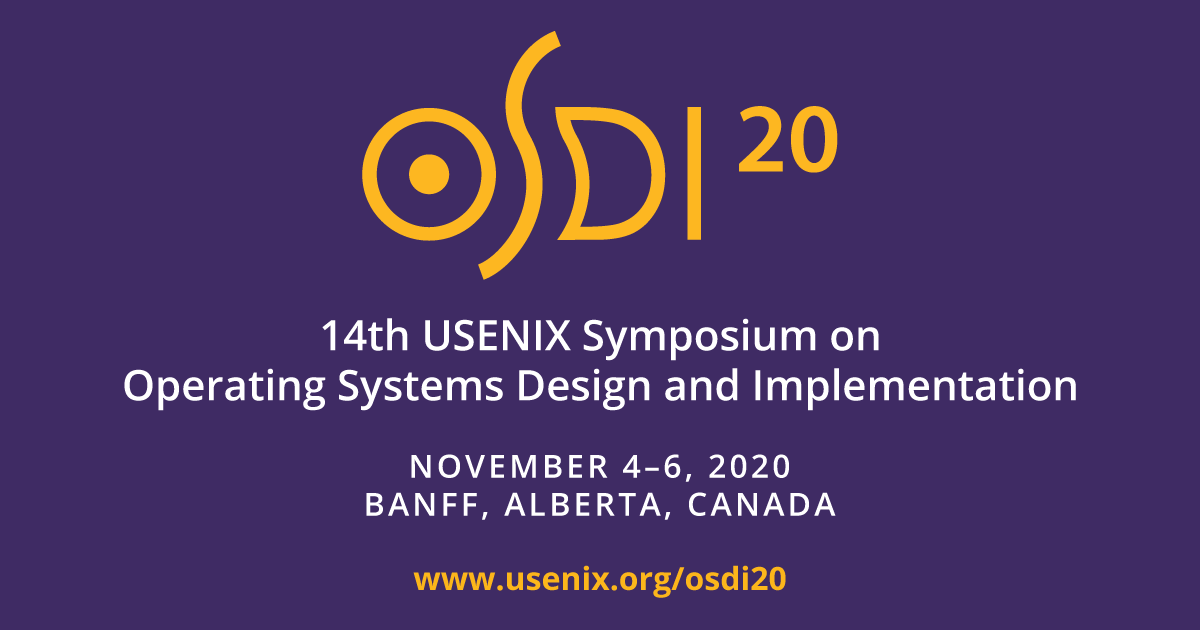 OSDI 20
14th USENIX Symposium on
Operating Systems Design and Implementation
NOVEMBER 4–6, 2020
BANFF, ALBERTA, CANADA
www.usenix.org/osdi20